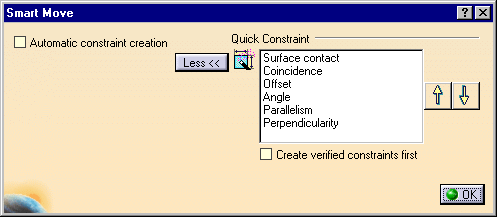 Smart Move
Automatic constraint creation
Quick Constraint
Less <<
Surface contact
Coincidence
Offset
Angle
Parallelism
Perpendicularity
Create verified constraints first
OK